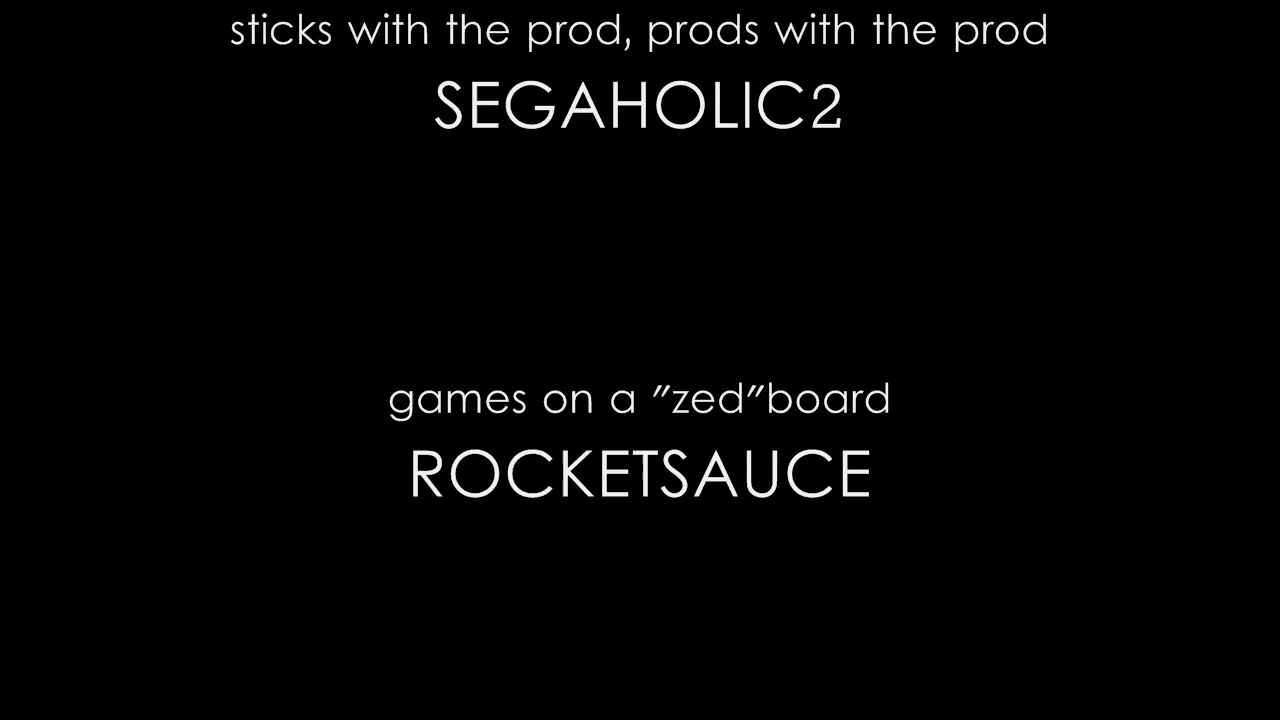 sticks with the prod, prods with the prod
SEGAHOLIC2
games on a "zed"board
ROCKETSAUCE